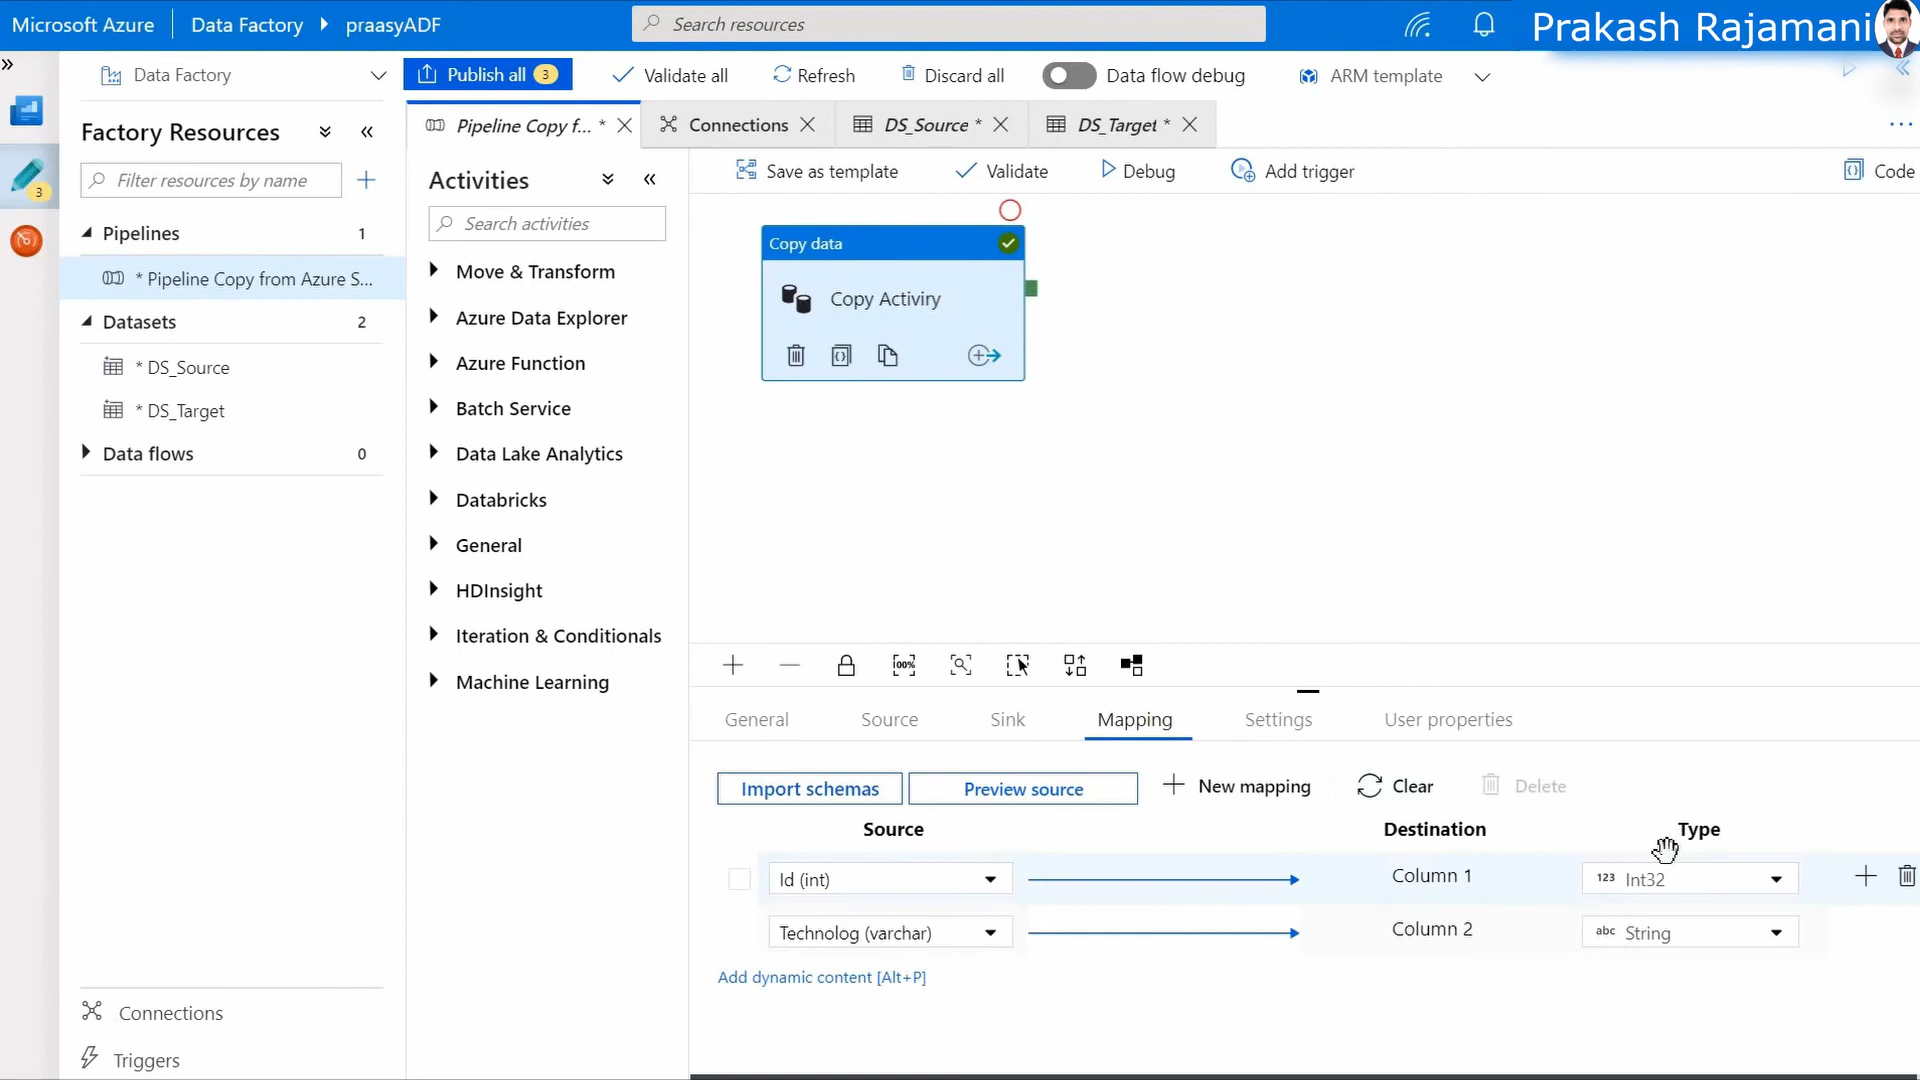 Microsoft Azure
Data Factory
praasyADF
Search resources
Prakash Rajamani
Data Factory
Publish all 3
Validate all
Refresh
Discard all
Data flow debug
ARM template
Factory Resources
Pipeline Copy f... *
Connections
DS_Source *
DS_Target *
Filter resources by name
Activities
Save as template
Validate
Debug
Add trigger
Code
3
Search activities
Pipelines 1
* Pipeline Copy from Azure S...
Datasets 2
* DS_Source
* DS_Target
Data flows 0
Connections
Triggers
Move & Transform
Azure Data Explorer
Azure Function
Batch Service
Data Lake Analytics
Databricks
General
HDInsight
Iteration & Conditionals
Machine Learning
Copy data
Copy Activiry
100%
General
Source
Sink
Mapping
Settings
User properties
Import schemas
Preview source
New mapping
Clear
Delete
Source
Destination
Type
Id (int)
Column 1
123 Int32
Technolog (varchar)
Column 2
abc String
Add dynamic content [Alt+P]